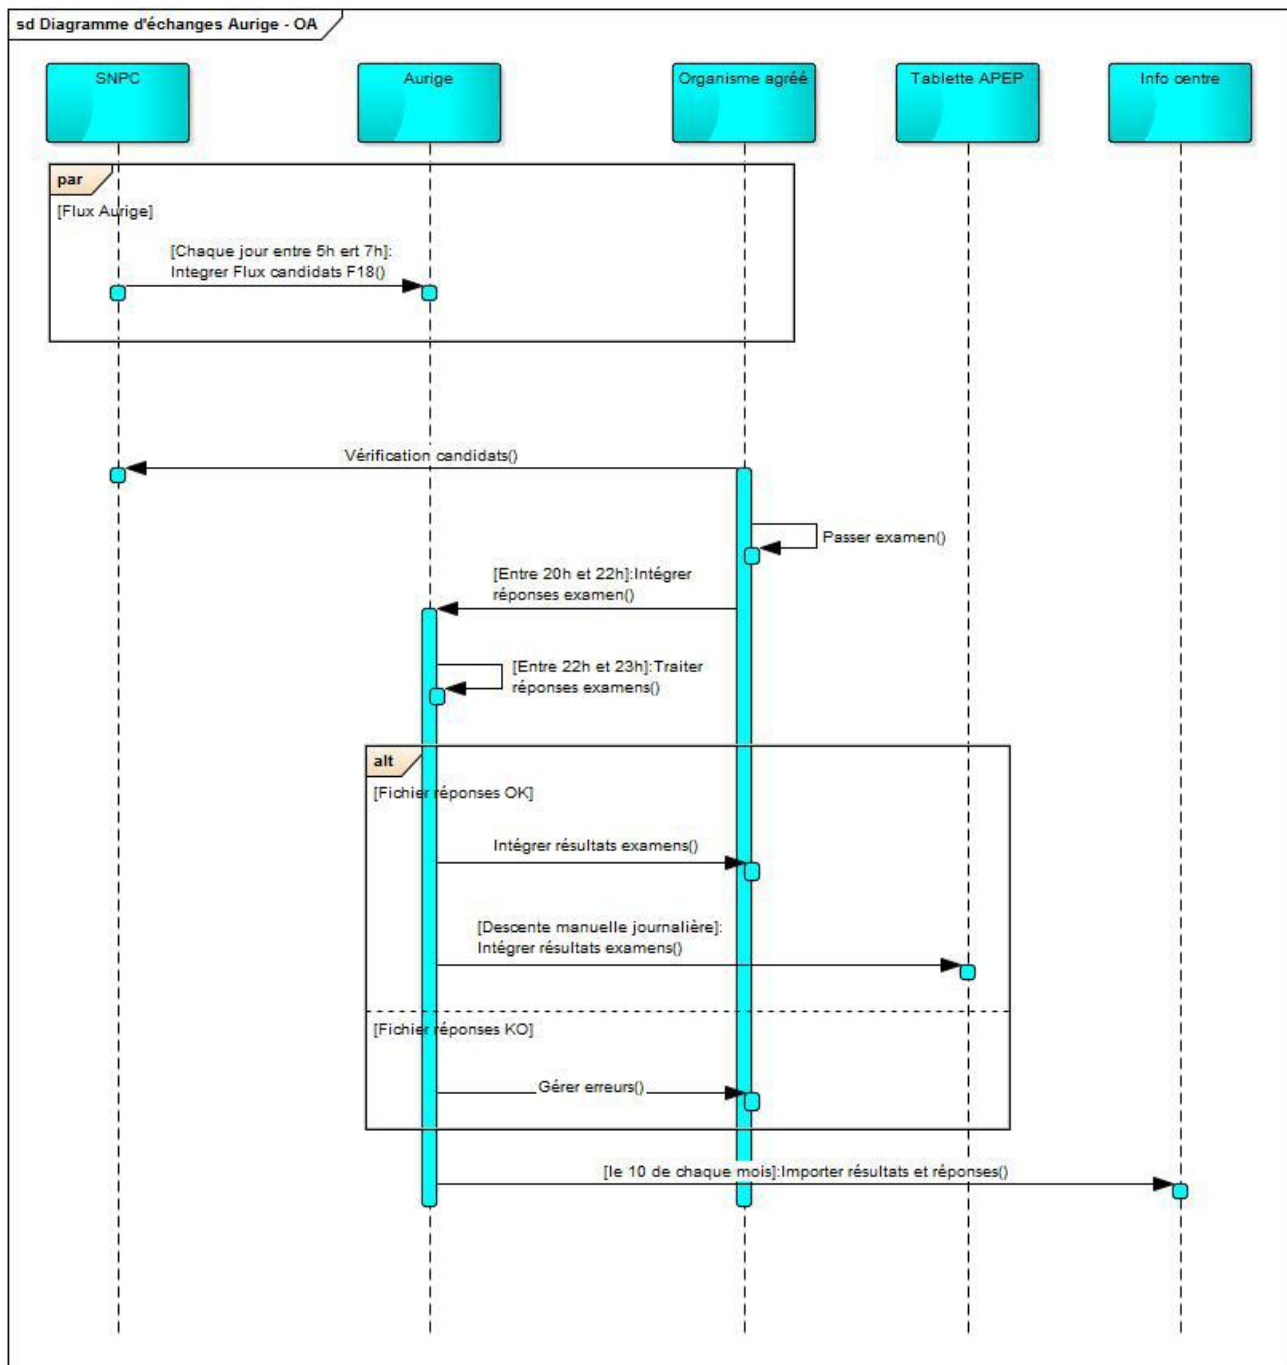 sd Diagramme d'échanges Aurige - OA
SNPC
Aurige
Organisme agréé
Tablette APEP
Info centre
par
[Flux Aurige]
[Chaque jour entre 5h ert 7h]:
Integrer Flux candidats F18()
Vérification candidats()
Passer examen()
[Entre 20h et 22h]:Intégrer
réponses examen()
[Entre 22h et 23h]:Traiter
réponses examens()
alt
[Fichier réponses OK]
Intégrer résultats examens()
[Descente manuelle journalière]:
Intégrer résultats examens()
[Fichier réponses KO]
Gérer erreurs()
[le 10 de chaque mois]:Importer résultats et réponses()